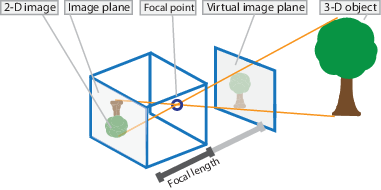 2-D image
Image plane
Focal point
Virtual image plane
3-D object
Focal length